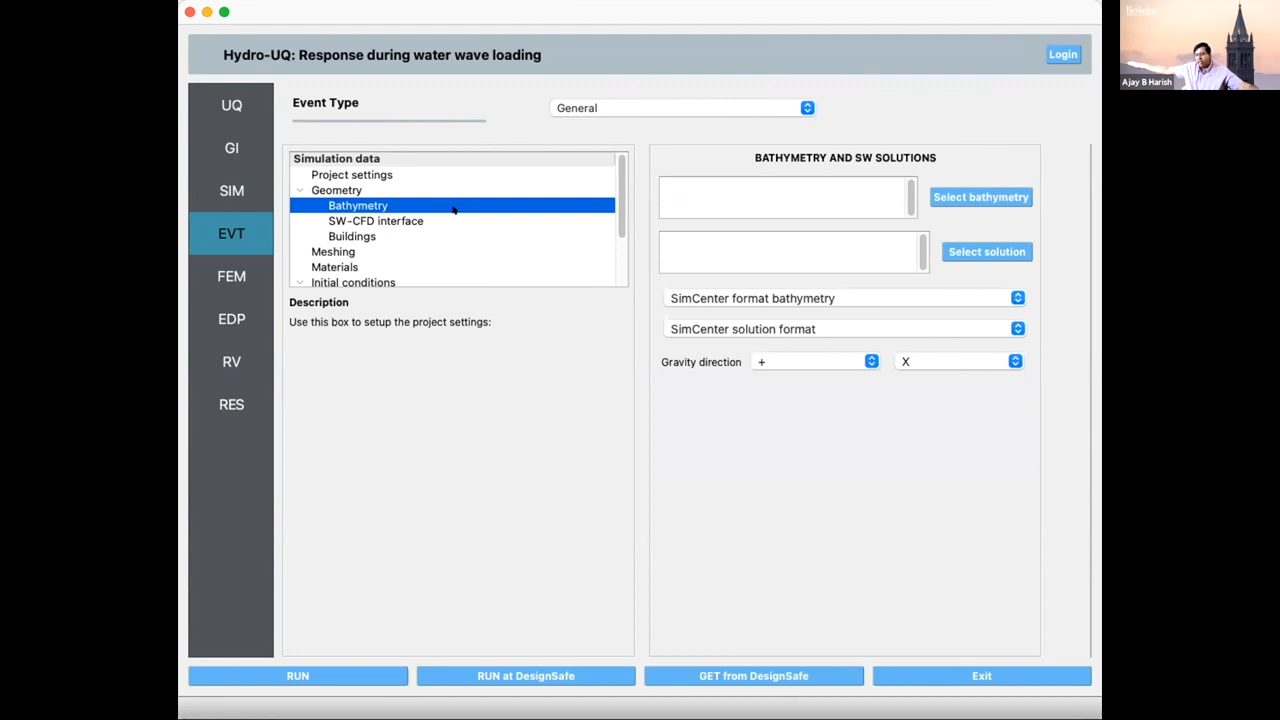 Hydro-UQ: Response during water wave loading
Login
UQ
GI
SIM
EVT
FEM
EDP
RV
RES
Event Type
General
Simulation data
Project settings
Geometry
Bathymetry
SW-CFD interface
Buildings
Meshing
Materials
Initial conditions
Description
Use this box to setup the project settings:
BATHYMETRY AND SW SOLUTIONS
Select bathymetry
Select solution
SimCenter format bathymetry
SimCenter solution format
Gravity direction + X
RUN
RUN at DesignSafe
GET from DesignSafe
Exit
Berkeley
Ajay B Harish